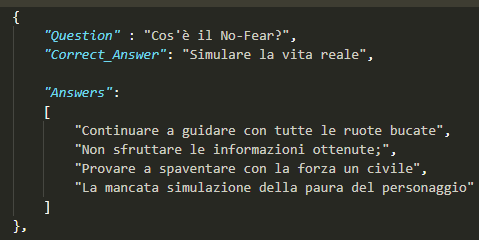 {
"Question" : "Cos'è il No-Fear?",
"Correct_Answer": "Simulare la vita reale",
"Answers":
[
"Continuare a guidare con tutte le ruote bucate",
"Non sfruttare le informazioni ottenute;",
"Provare a spaventare con la forza un civile",
"La mancata simulazione della paura del personaggio"
]
},